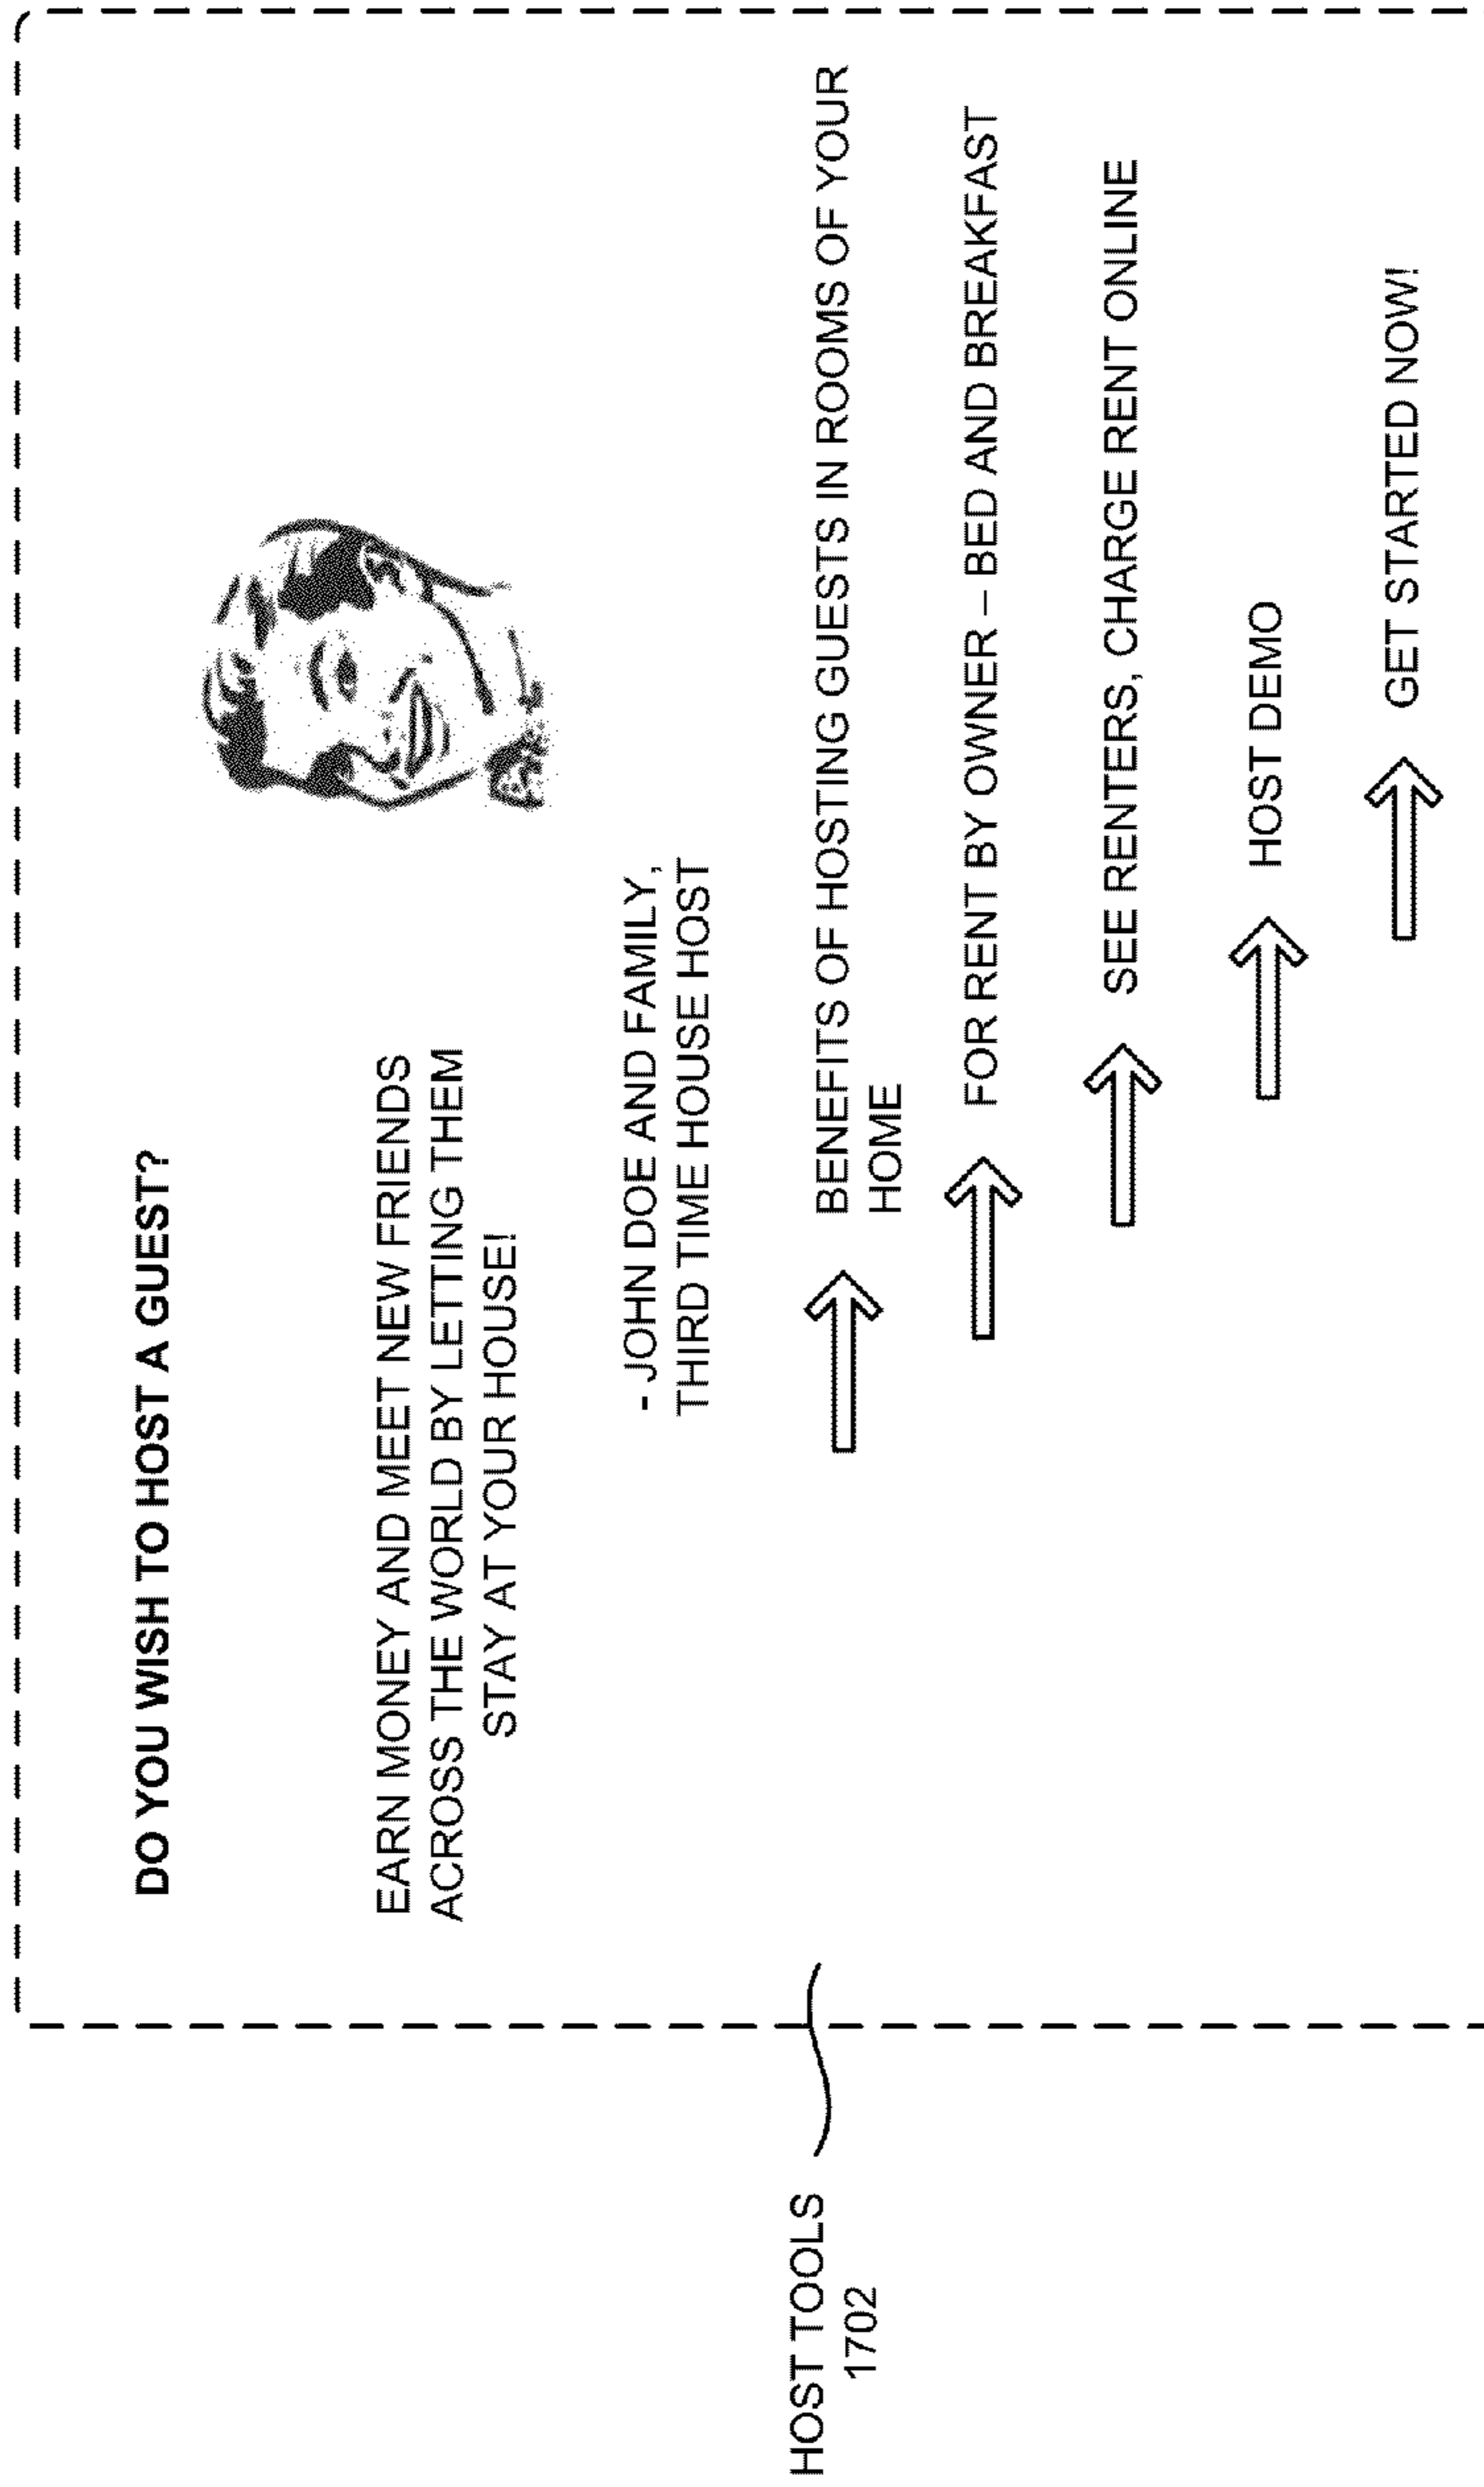 DO YOU WISH TO HOST A GUEST?
EARN MONEY AND MEET NEW FRIENDS
ACROSS THE WORLD BY LETTING THEM
STAY AT YOUR HOUSE!
- JOHN DOE AND FAMILY,
THIRD TIME HOUSE HOST
HOST TOOLS
1702
BENEFITS OF HOSTING GUESTS IN ROOMS OF YOUR
HOME
FOR RENT BY OWNER – BED AND BREAKFAST
SEE RENTERS, CHARGE RENT ONLINE
HOST DEMO
GET STARTED NOW!